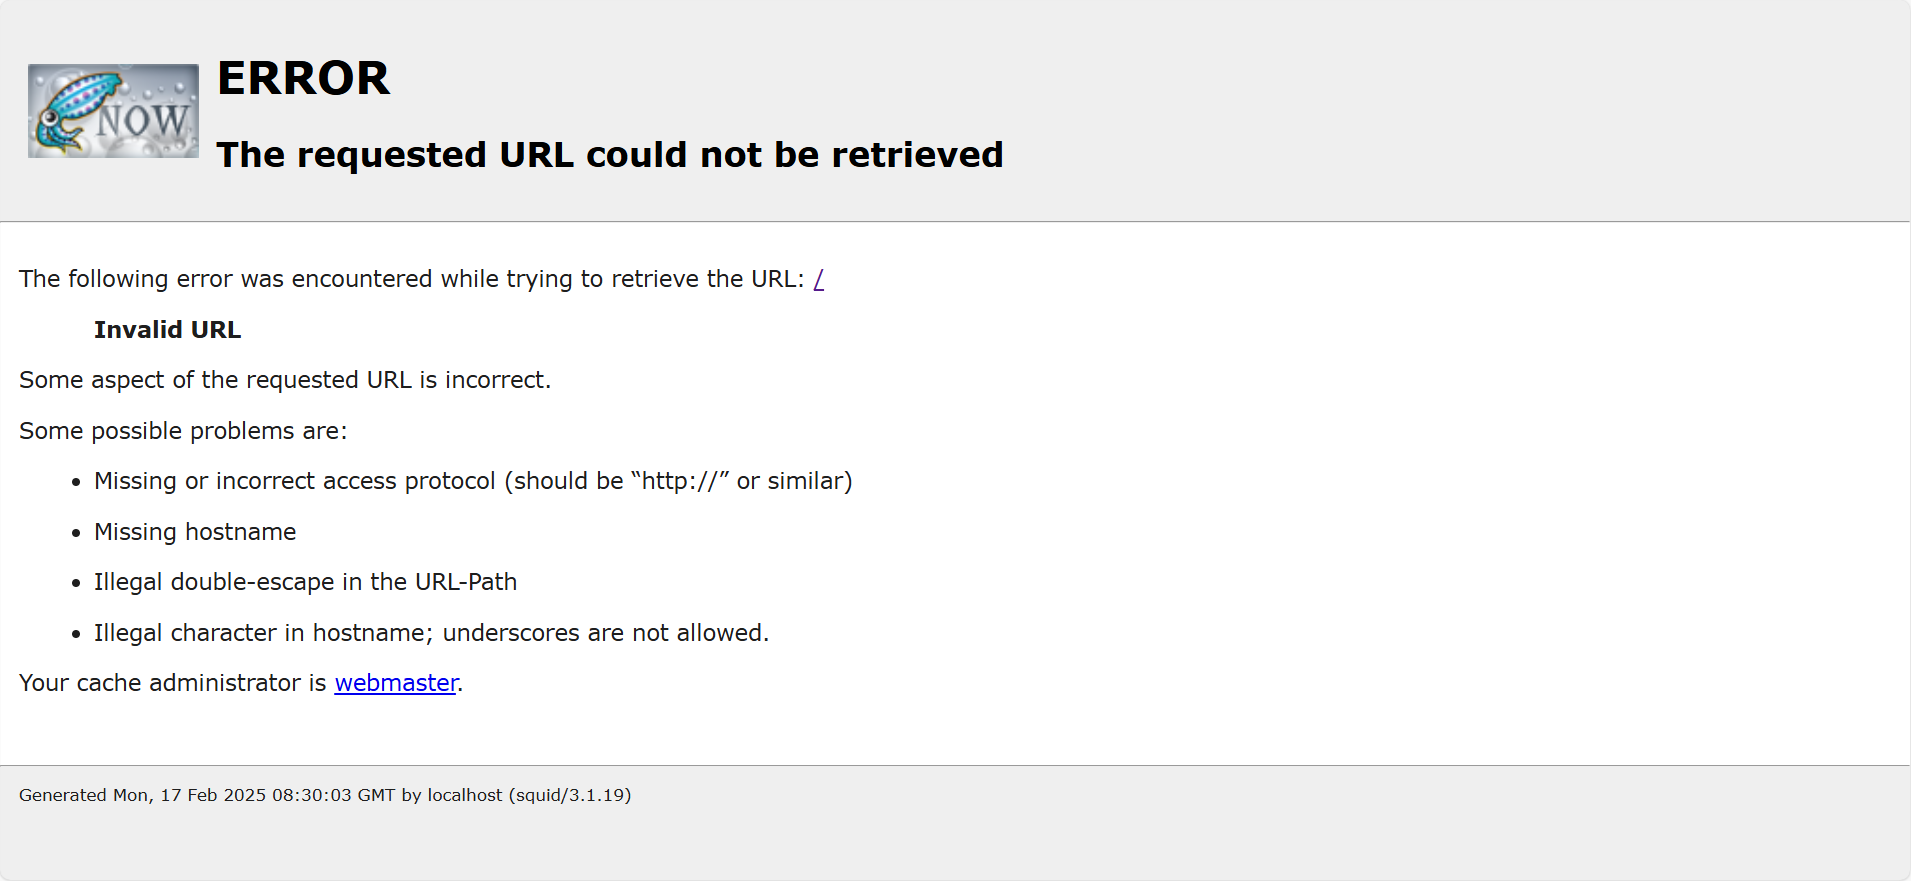 NOW
ERROR
The requested URL could not be retrieved
The following error was encountered while trying to retrieve the URL: /
Invalid URL
Some aspect of the requested URL is incorrect.
Some possible problems are:
• Missing or incorrect access protocol (should be “http://” or similar)
• Missing hostname
• Illegal double-escape in the URL-Path
• Illegal character in hostname; underscores are not allowed.
Your cache administrator is webmaster.
Generated Mon, 17 Feb 2025 08:30:03 GMT by localhost (squid/3.1.19)